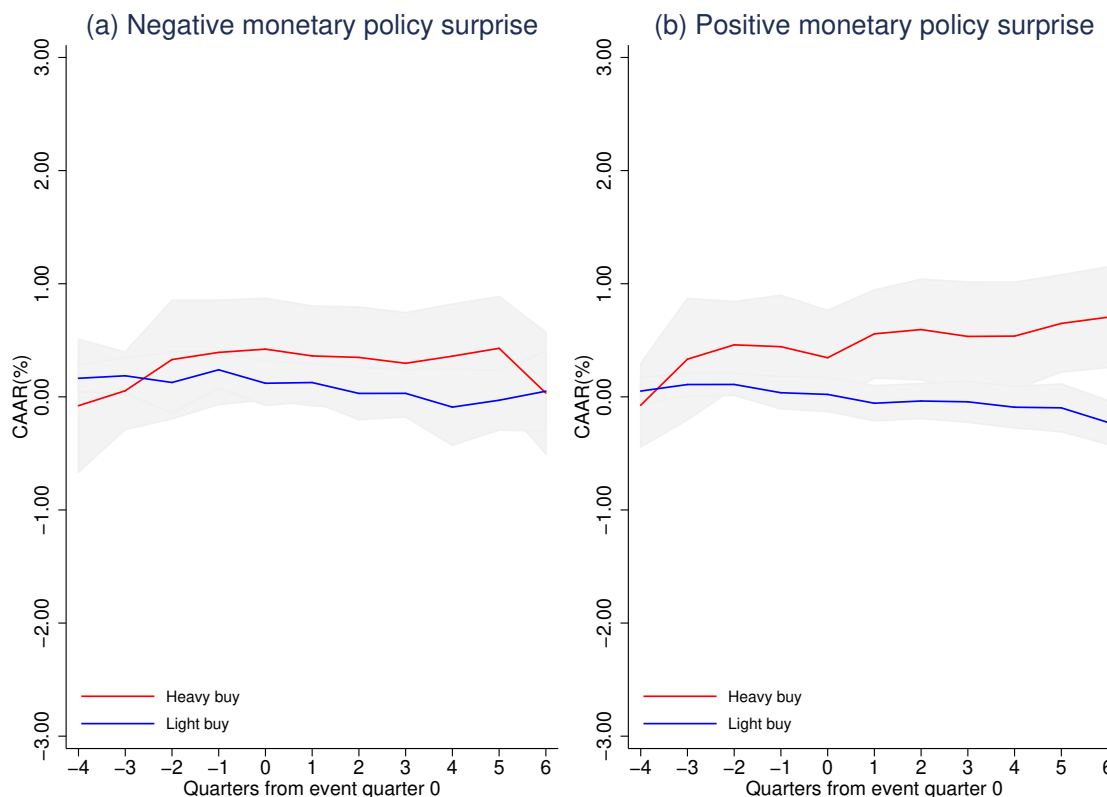 (a) Negative monetary policy surprise
3.00
2.00
1.00
0.00
−1.00
−2.00
−3.00
CAAR(%)
Heavy buy
Light buy
−4 −3 −2 −1 0 1 2 3 4 5 6
Quarters from event quarter 0
(b) Positive monetary policy surprise
3.00
2.00
1.00
0.00
−1.00
−2.00
−3.00
CAAR(%)
Heavy buy
Light buy
−4 −3 −2 −1 0 1 2 3 4 5 6
Quarters from event quarter 0